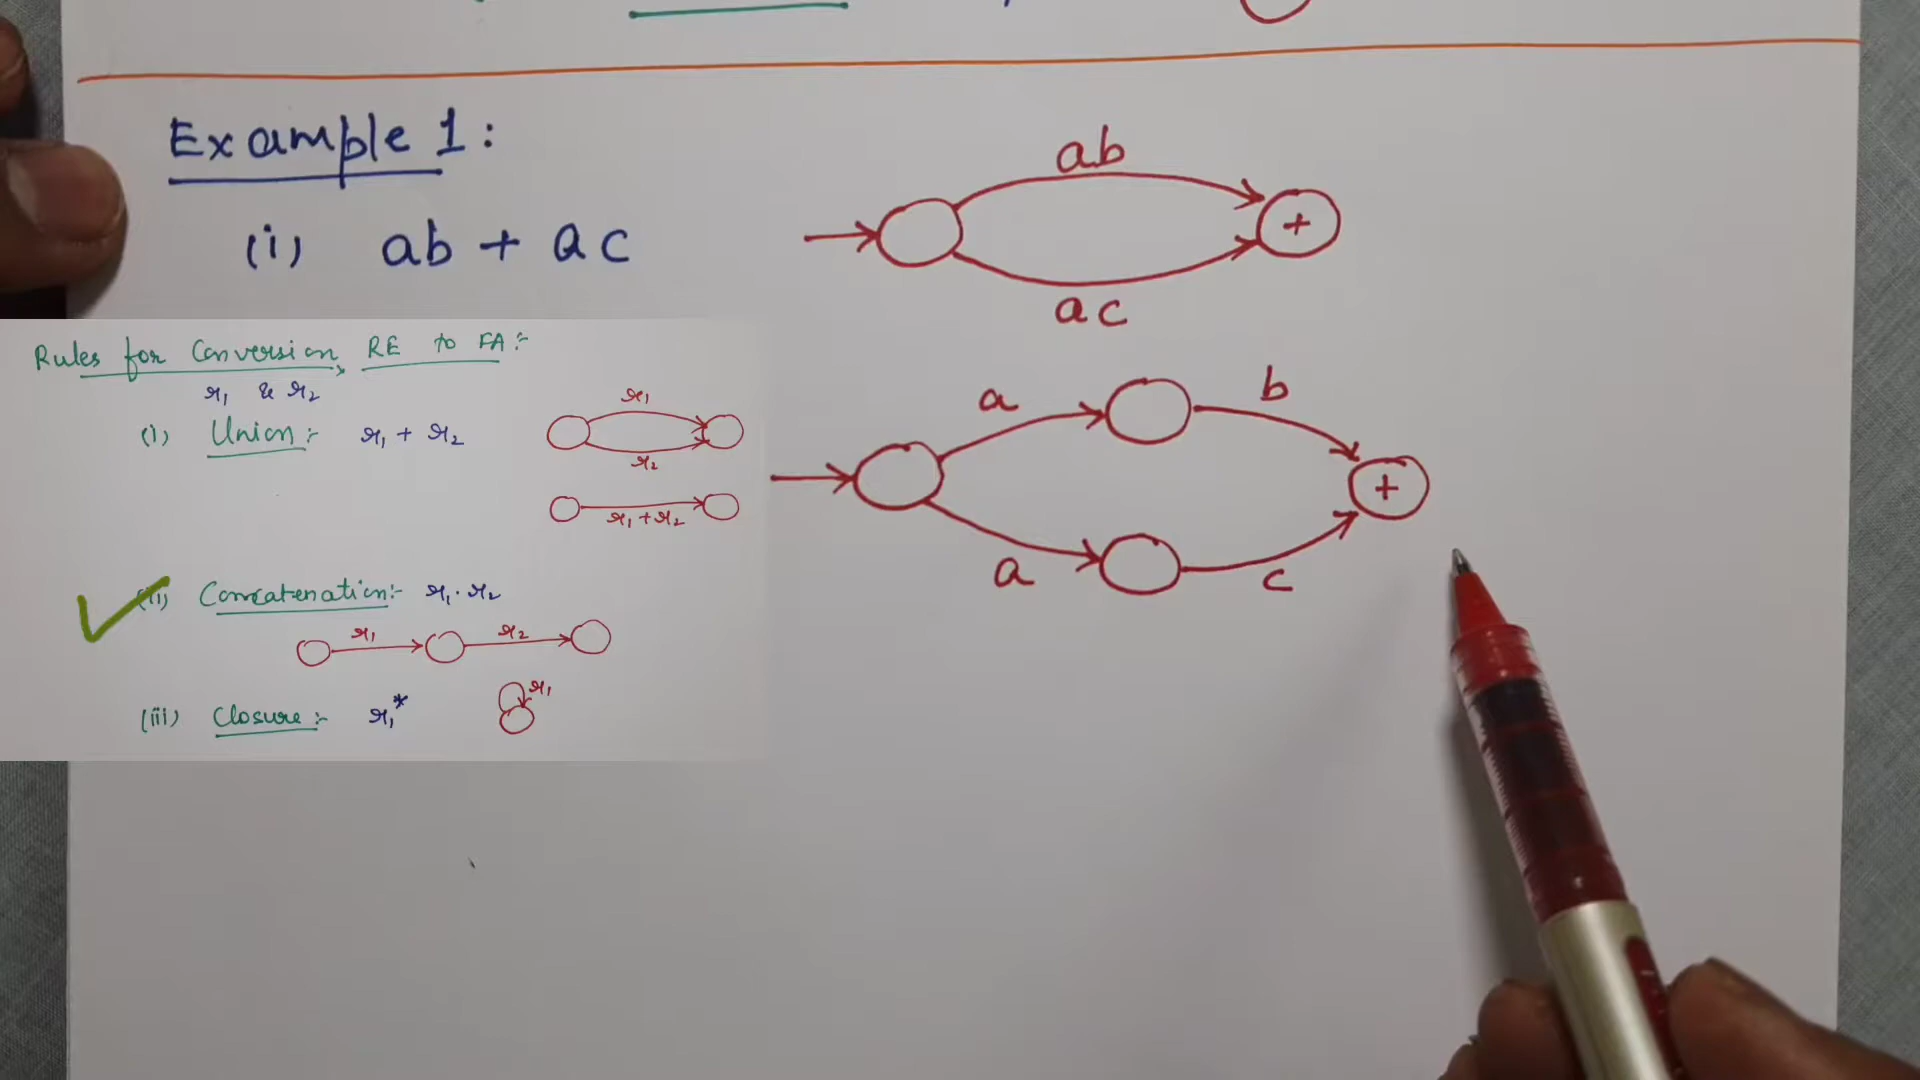 Example 1:
(i) ab + ac
ab
+
ac
a
b
+
a
c
Rules for Conversion, RE to FA:-
r₁ & r₂
(i) Union:- r₁ + r₂
r₁
r₂
r₁ + r₂
(ii) Concatenation:- r₁ . r₂
r₁
r₂
(iii) Closure:- r₁*
r₁